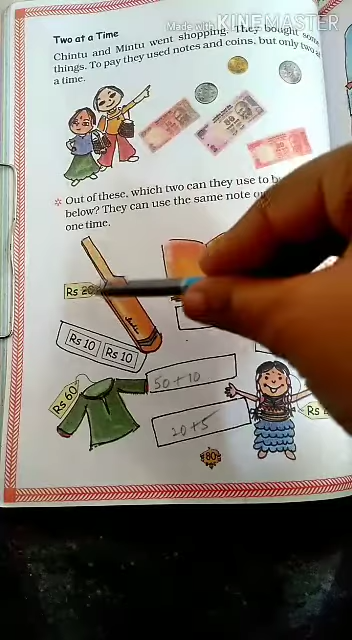 Two at a Time
Made with KINEMASTER
Chintu and Mintu went shopping. They bought some
things. To pay they used notes and coins, but only two at
a time.
* Out of these, which two can they use to
below? They can use the same note
one time.
Rs 20
Rs 10 Rs 10
Rs 60
50 + 10
Rs
20 + 5
80